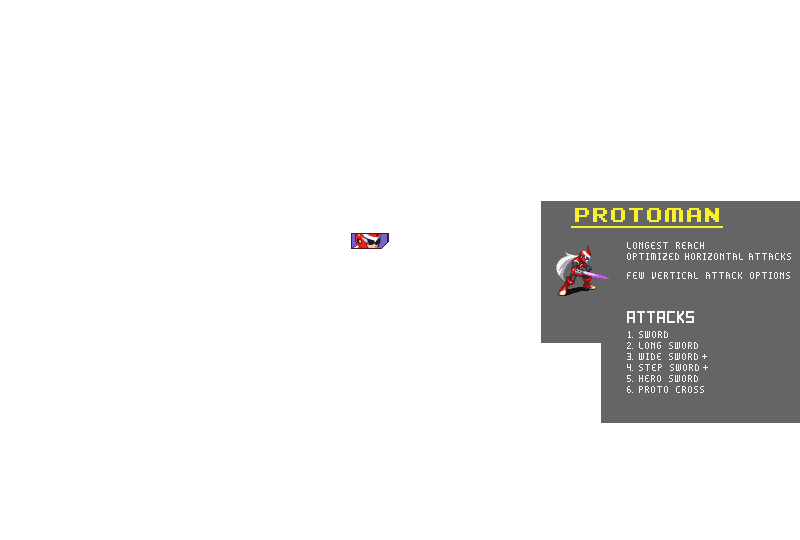 PROTOMAN
LONGEST REACH
OPTIMIZED HORIZONTAL ATTACKS
FEW VERTICAL ATTACK OPTIONS
ATTACKS
1. SWORD
2. LONG SWORD
3. WIDE SWORD+
4. STEP SWORD+
5. HERO SWORD
6. PROTO CROSS